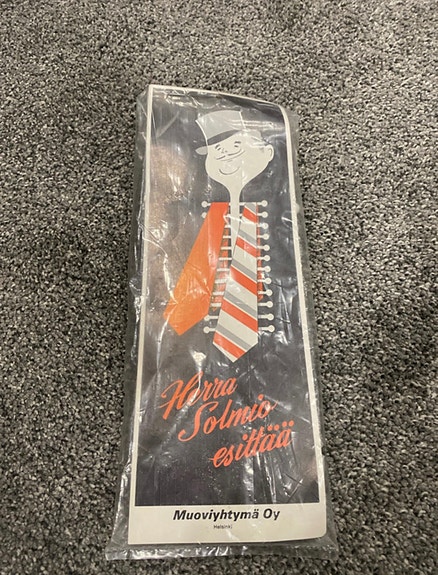 Herra
Solmio
esittää
Muoviyhtymä Oy
Helsinki